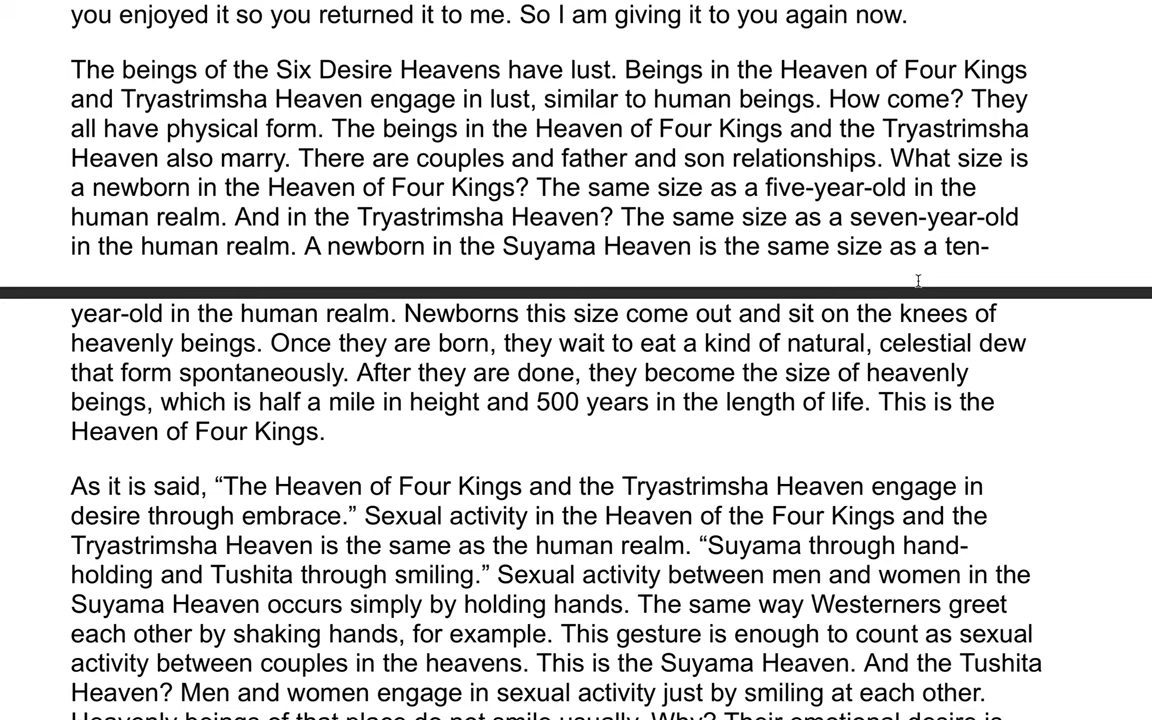 you enjoyed it so you returned it to me. So I am giving it to you again now.
The beings of the Six Desire Heavens have lust. Beings in the Heaven of Four Kings
and Tryastrimsha Heaven engage in lust, similar to human beings. How come? They
all have physical form. The beings in the Heaven of Four Kings and the Tryastrimsha
Heaven also marry. There are couples and father and son relationships. What size is
a newborn in the Heaven of Four Kings? The same size as a five-year-old in the
human realm. And in the Tryastrimsha Heaven? The same size as a seven-year-old
in the human realm. A newborn in the Suyama Heaven is the same size as a ten-
year-old in the human realm. Newborns this size come out and sit on the knees of
heavenly beings. Once they are born, they wait to eat a kind of natural, celestial dew
that form spontaneously. After they are done, they become the size of heavenly
beings, which is half a mile in height and 500 years in the length of life. This is the
Heaven of Four Kings.
As it is said, “The Heaven of Four Kings and the Tryastrimsha Heaven engage in
desire through embrace.” Sexual activity in the Heaven of the Four Kings and the
Tryastrimsha Heaven is the same as the human realm. “Suyama through hand-
holding and Tushita through smiling.” Sexual activity between men and women in the
Suyama Heaven occurs simply by holding hands. The same way Westerners greet
each other by shaking hands, for example. This gesture is enough to count as sexual
activity between couples in the heavens. This is the Suyama Heaven. And the Tushita
Heaven? Men and women engage in sexual activity just by smiling at each other.
Heavenly beings of that place do not smile usually. Why? Their emotional desire is